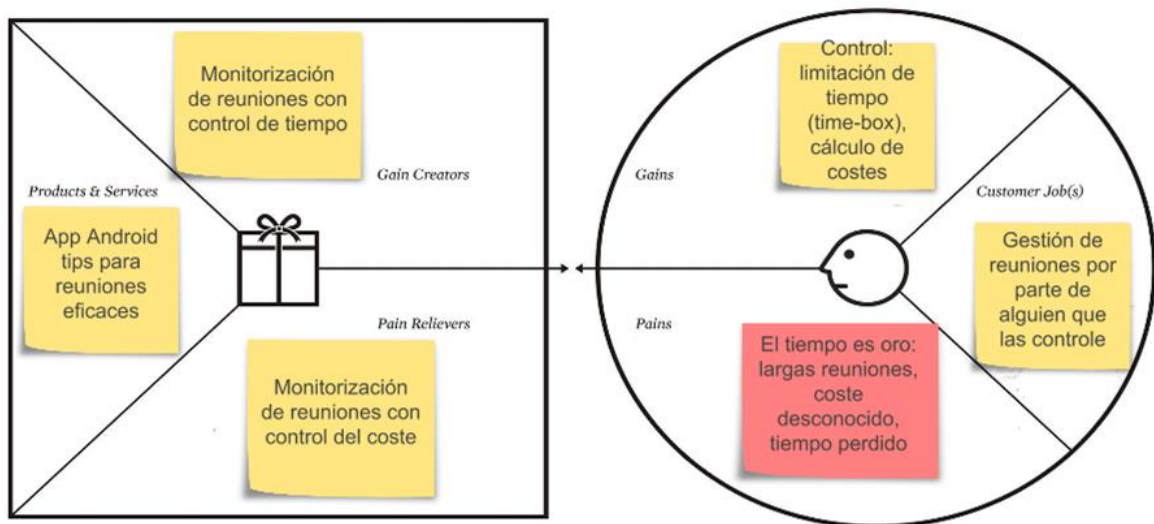 Monitorización
de reuniones con
control de tiempo
Gain Creators
Products & Services
App Android
tips para
reuniones
eficaces
Pain Relievers
Monitorización
de reuniones con
control del coste
Control:
limitación de
tiempo
(time-box),
cálculo de
costes
Gains
Customer Job(s)
Gestión de
reuniones por
parte de
alguien que
las controle
Pains
El tiempo es oro:
largas reuniones,
coste
desconocido,
tiempo perdido